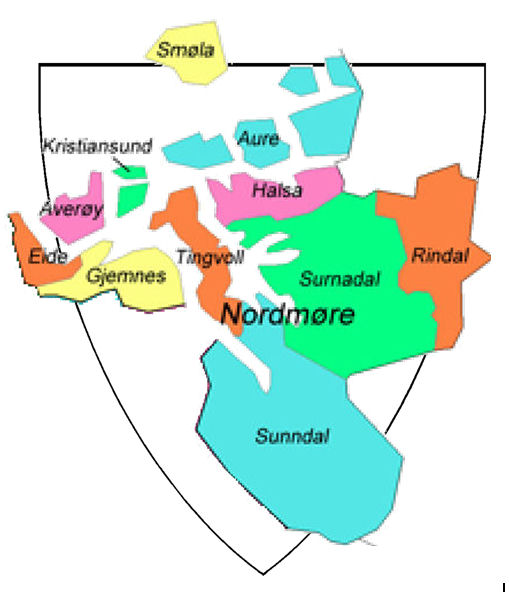 Smøla
Aure
Kristiansund
Halsa
Averøy
Eide
Gjemnes
Tingvoll
Surnadal
Rindal
Nordmøre
Sunndal